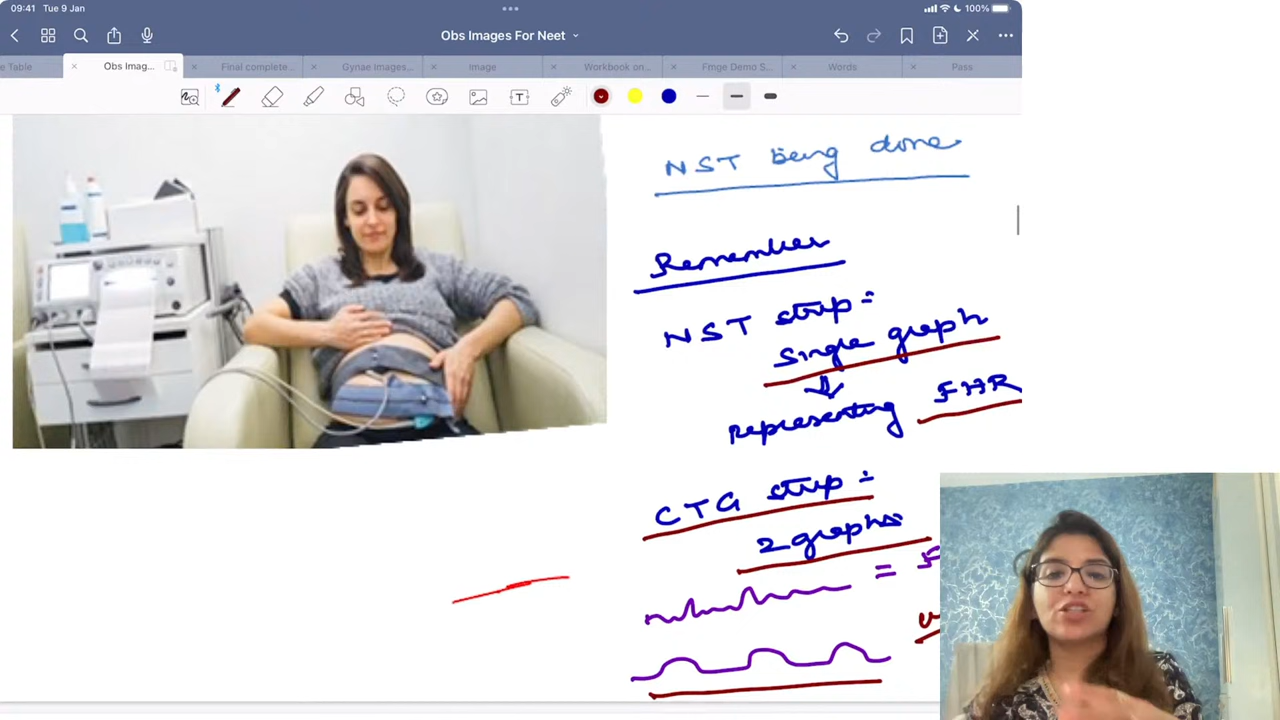 09:41 Tue 9 Jan
100%
Obs Images For Neet
e Table
Obs Imag...
Final complete...
Gynae Images...
Image
Workbook on...
Fmge Demo S...
Words
Pass
NST being done
Remember
NST strip :
Single graph
representing FHR
CTG strip :
2 graphs
=